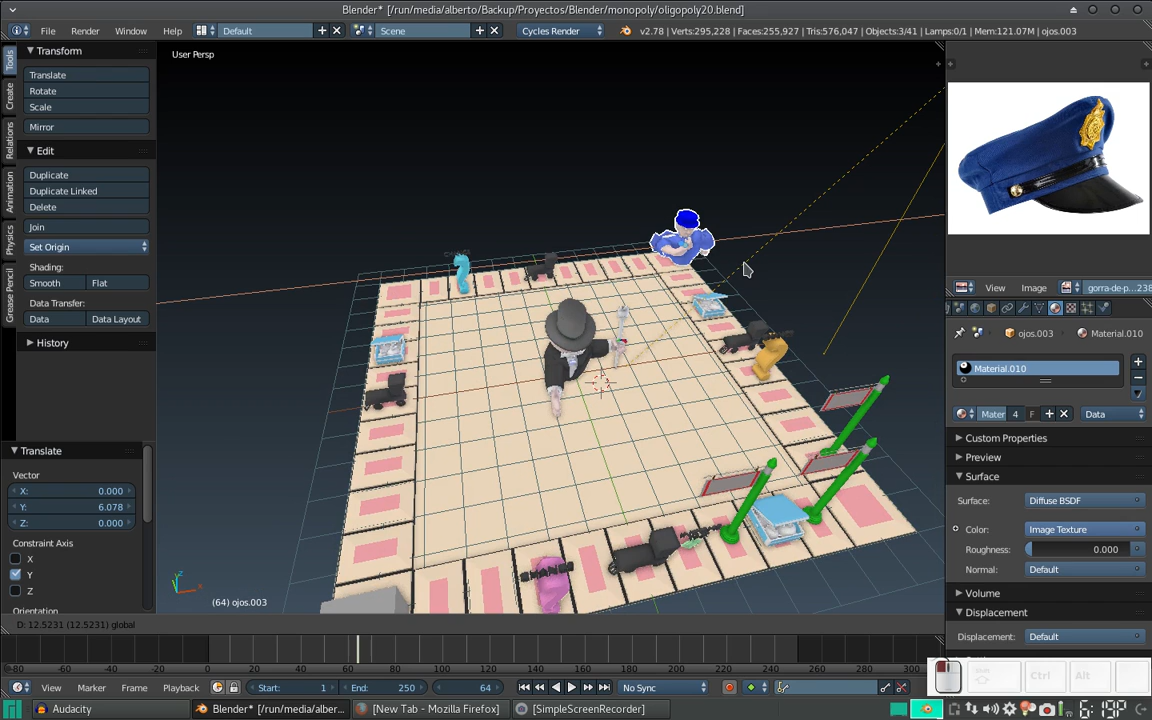 Blender* [/run/media/alberto/Backup/Proyectos/Blender/monopoly/oligopoly20.blend]
File Render Window Help Default Scene Cycles Render v2.78 | Verts:295,228 | Faces:255,927 | Tris:576,047 | Objects:3/41 | Lamps:0/1 | Mem:121.07M | ojos.003
Tools
Create
Relations
Animation
Physics
Grease Pencil
Transform
Translate
Rotate
Scale
Mirror
Edit
Duplicate
Duplicate Linked
Delete
Join
Set Origin
Shading:
Smooth Flat
Data Transfer:
Data Data Layout
History
Translate
Vector
X: 0.000
Y: 6.078
Z: 0.000
Constraint Axis
X
Y
Z
Orientation
User Persp
(64) ojos.003
D: 12.5231 (12.5231) global
View Image gorra-de-p... 238
ojos.003 Material.010
Material.010
Mater 4 F Data
Custom Properties
Preview
Surface
Surface: Diffuse BSDF
Color: Image Texture
Roughness: 0.000
Normal: Default
Volume
Displacement
Displacement: Default
-80 -60 -40 -20 0 20 40 60 80 100 120 140 160 180 200 220 240 260 280 300
View Marker Frame Playback Start: 1 End: 250 64 No Sync
Ctrl Alt
Audacity Blender* [/run/media/alber... [New Tab - Mozilla Firefox] [SimpleScreenRecorder]